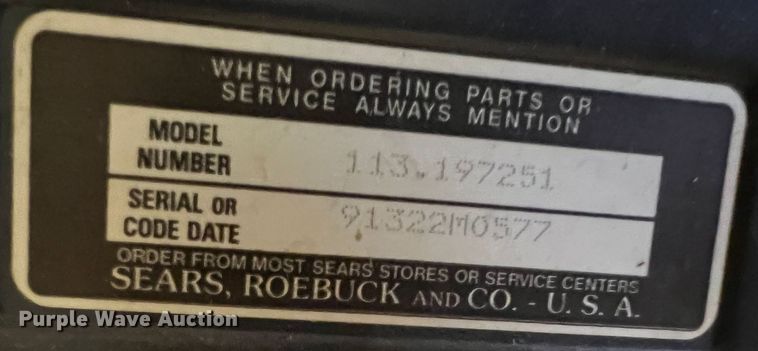 WHEN ORDERING PARTS OR
SERVICE ALWAYS MENTION
MODEL
NUMBER 113.197251
SERIAL OR
CODE DATE 91322M0577
ORDER FROM MOST SEARS STORES OR SERVICE CENTERS
SEARS, ROEBUCK AND CO. - U. S. A.
Purple Wave Auction